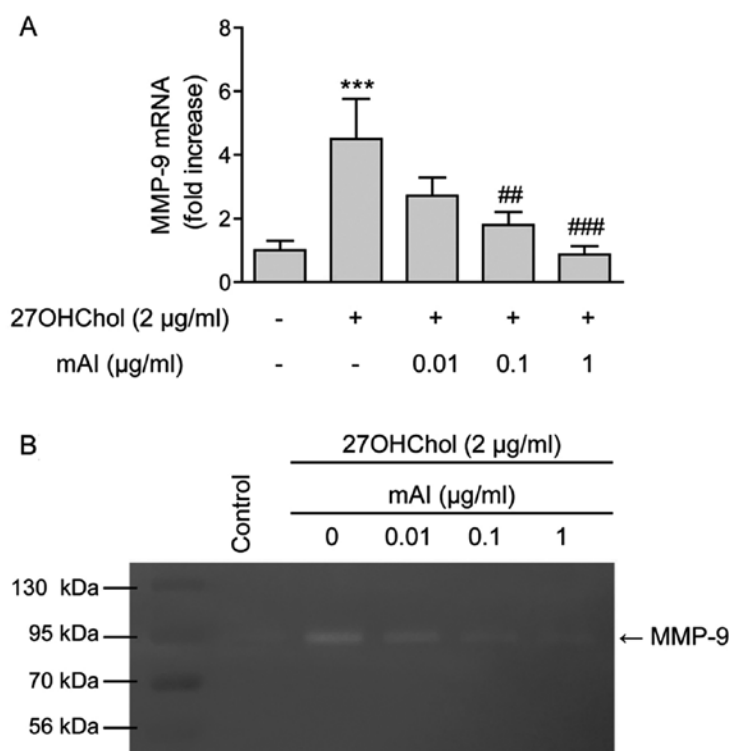 A
MMP-9 mRNA
(fold increase)
8
6
4
2
0
***
##
###
27OHChol (2 µg/ml) - + + + +
mAI (µg/ml) - - 0.01 0.1 1
B
27OHChol (2 µg/ml)
mAI (µg/ml)
Control 0 0.01 0.1 1
130 kDa
95 kDa ← MMP-9
70 kDa
56 kDa